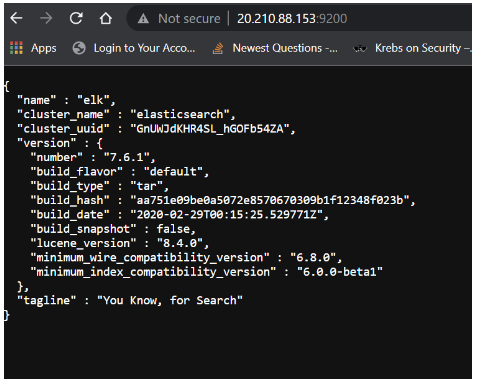 Not secure | 20.210.88.153:9200
Apps Login to Your Acco... Newest Questions -... Krebs on Security –...
{
"name" : "elk",
"cluster_name" : "elasticsearch",
"cluster_uuid" : "GnUWJdKHR4SL_hGOFb54ZA",
"version" : {
"number" : "7.6.1",
"build_flavor" : "default",
"build_type" : "tar",
"build_hash" : "aa751e09be0a5072e8570670309b1f12348f023b",
"build_date" : "2020-02-29T00:15:25.529771Z",
"build_snapshot" : false,
"lucene_version" : "8.4.0",
"minimum_wire_compatibility_version" : "6.8.0",
"minimum_index_compatibility_version" : "6.0.0-beta1"
},
"tagline" : "You Know, for Search"
}